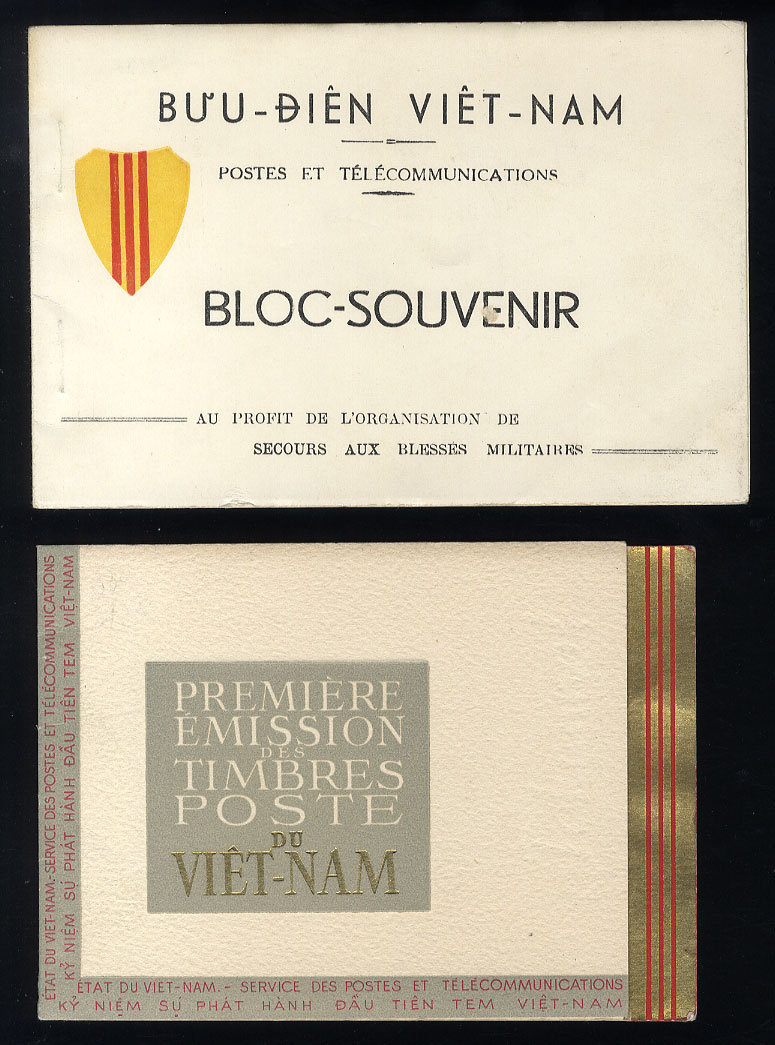 BƯU-ĐIÊN VIÊT-NAM
POSTES ET TÉLÉCOMMUNICATIONS
BLOC-SOUVENIR
AU PROFIT DE L'ORGANISATION DE
SECOURS AUX BLESSÉS MILITAIRES
ÉTAT DU VIET-NAM.- SERVICE DES POSTES ET TÉLÉCOMMUNICATIONS
KỶ NIỆM SỰ PHÁT HÀNH ĐẦU TIÊN TEM VIỆT-NAM
PREMIÈRE
ÉMISSION
DES
TIMBRES
POSTE
DU
VIÊT-NAM
ÉTAT DU VIET-NAM.- SERVICE DES POSTES ET TÉLÉCOMMUNICATIONS
KỶ NIỆM SỰ PHÁT HÀNH ĐẦU TIÊN TEM VIỆT-NAM